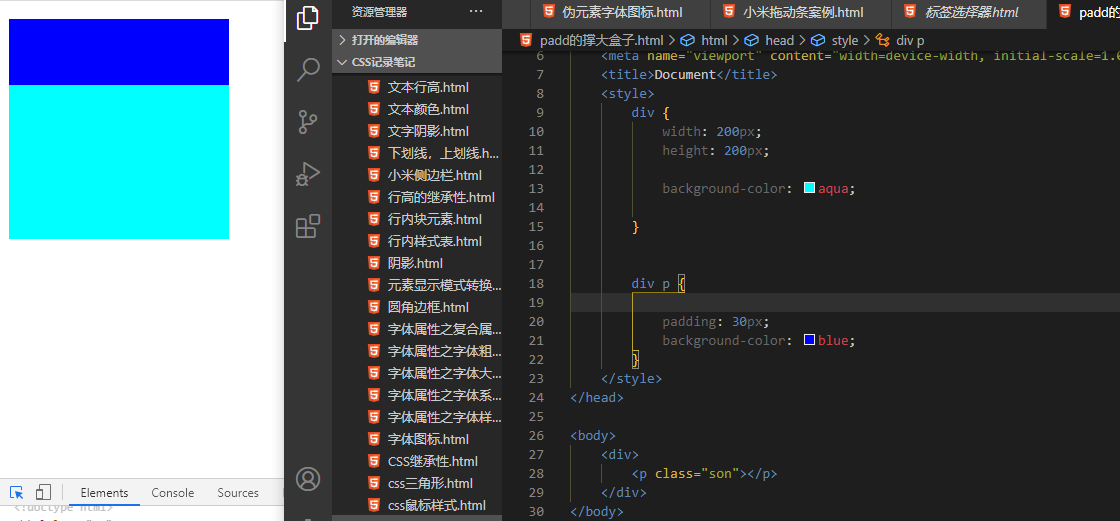 资源管理器 ···
伪元素字体图标.html
小米拖动条案例.html
标签选择器.html
padd的
打开的编辑器
CSS记录笔记
文本行高.html
文本颜色.html
文字阴影.html
下划线，上划线.h...
小米侧边栏.html
行高的继承性.html
行内块元素.html
行内样式表.html
阴影.html
元素显示模式转换...
圆角边框.html
字体属性之复合属...
字体属性之字体粗...
字体属性之字体大...
字体属性之字体系...
字体属性之字体样...
字体图标.html
CSS继承性.html
css三角形.html
css鼠标样式.html
padd的撑大盒子.html > html > head > style > div p
6 <meta name="viewport" content="width=device-width, initial-scale=1.0
7 <title>Document</title>
8 <style>
9 div {
10 width: 200px;
11 height: 200px;
12
13 background-color: aqua;
14
15 }
16
17
18 div p {
19
20 padding: 30px;
21 background-color: blue;
22 }
23 </style>
24 </head>
25
26 <body>
27 <div>
28 <p class="son"></p>
29 </div>
30 </body>
Elements Console Sources
<!doctype html>